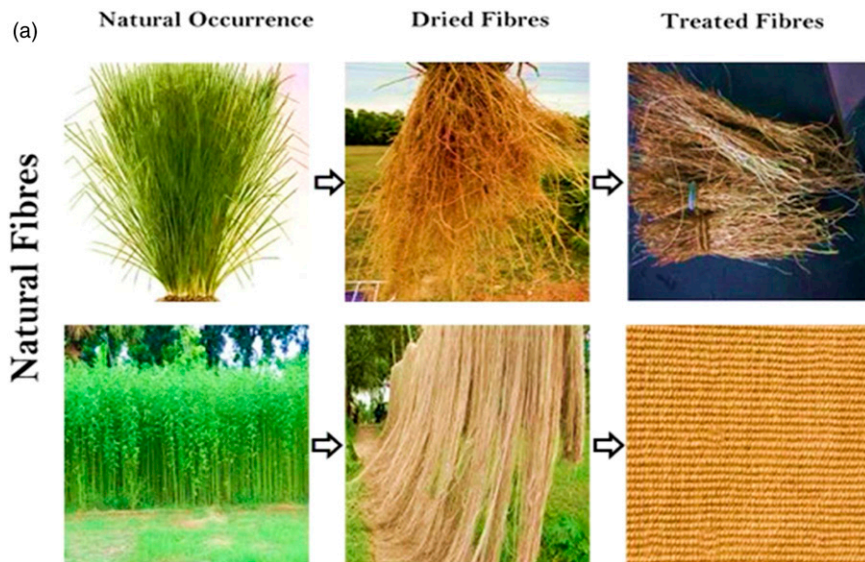 (a)
Natural Occurrence
Dried Fibres
Treated Fibres
Natural Fibres